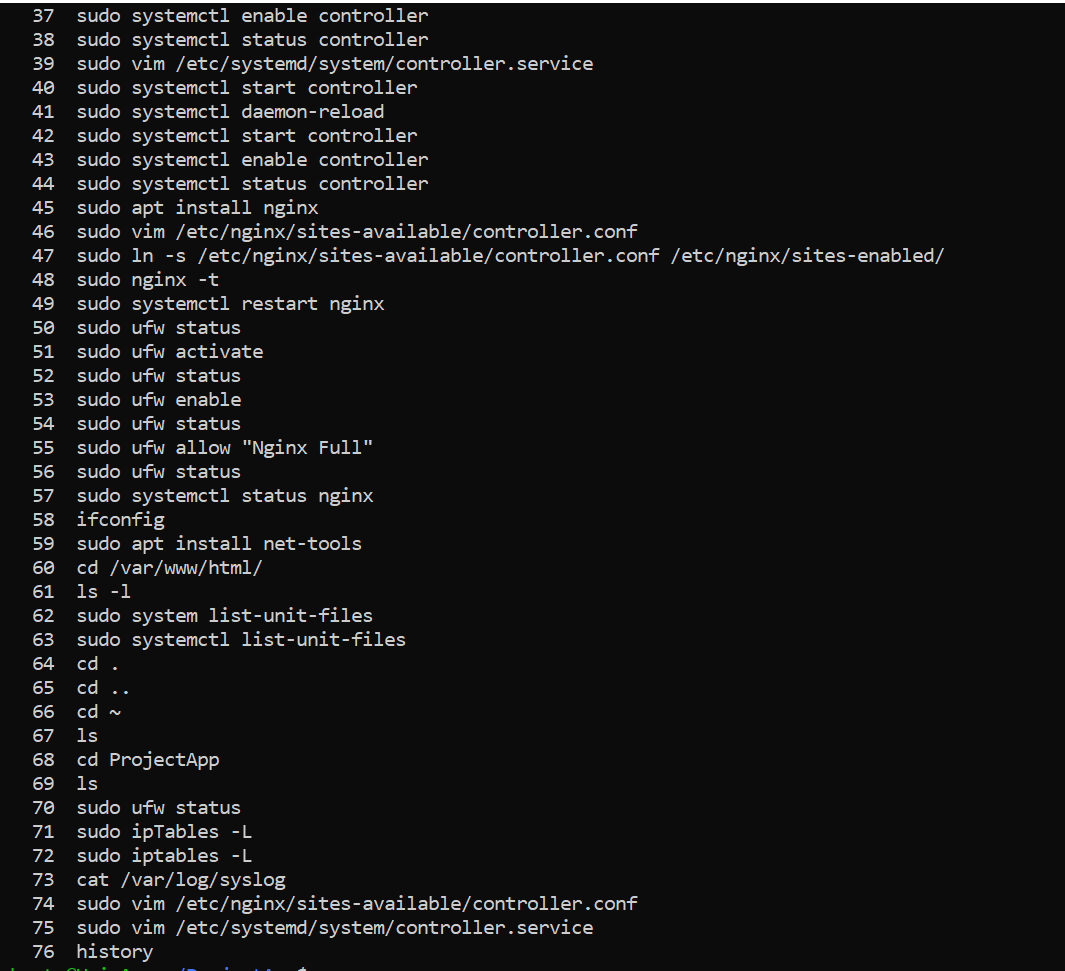 37 sudo systemctl enable controller
38 sudo systemctl status controller
39 sudo vim /etc/systemd/system/controller.service
40 sudo systemctl start controller
41 sudo systemctl daemon-reload
42 sudo systemctl start controller
43 sudo systemctl enable controller
44 sudo systemctl status controller
45 sudo apt install nginx
46 sudo vim /etc/nginx/sites-available/controller.conf
47 sudo ln -s /etc/nginx/sites-available/controller.conf /etc/nginx/sites-enabled/
48 sudo nginx -t
49 sudo systemctl restart nginx
50 sudo ufw status
51 sudo ufw activate
52 sudo ufw status
53 sudo ufw enable
54 sudo ufw status
55 sudo ufw allow "Nginx Full"
56 sudo ufw status
57 sudo systemctl status nginx
58 ifconfig
59 sudo apt install net-tools
60 cd /var/www/html/
61 ls -l
62 sudo system list-unit-files
63 sudo systemctl list-unit-files
64 cd .
65 cd ..
66 cd ~
67 ls
68 cd ProjectApp
69 ls
70 sudo ufw status
71 sudo ipTables -L
72 sudo iptables -L
73 cat /var/log/syslog
74 sudo vim /etc/nginx/sites-available/controller.conf
75 sudo vim /etc/systemd/system/controller.service
76 history